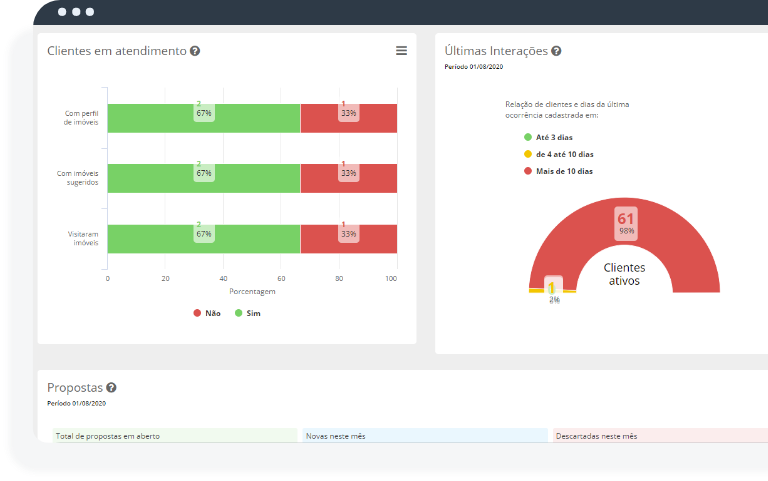 Clientes em atendimento
Com perfil
de imóveis
2
67%
1
33%
Com imóveis
sugeridos
2
67%
1
33%
Visitaram
imóveis
2
67%
1
33%
0 20 40 60 80 100
Porcentagem
Não Sim
Últimas Interações
Período 01/08/2020
Relação de clientes e dias da última
ocorrência cadastrada em:
Até 3 dias
de 4 até 10 dias
Mais de 10 dias
61
98%
1
2%
Clientes
ativos
Propostas
Período 01/08/2020
Total de propostas em aberto
Novas neste mês
Descartadas neste mês